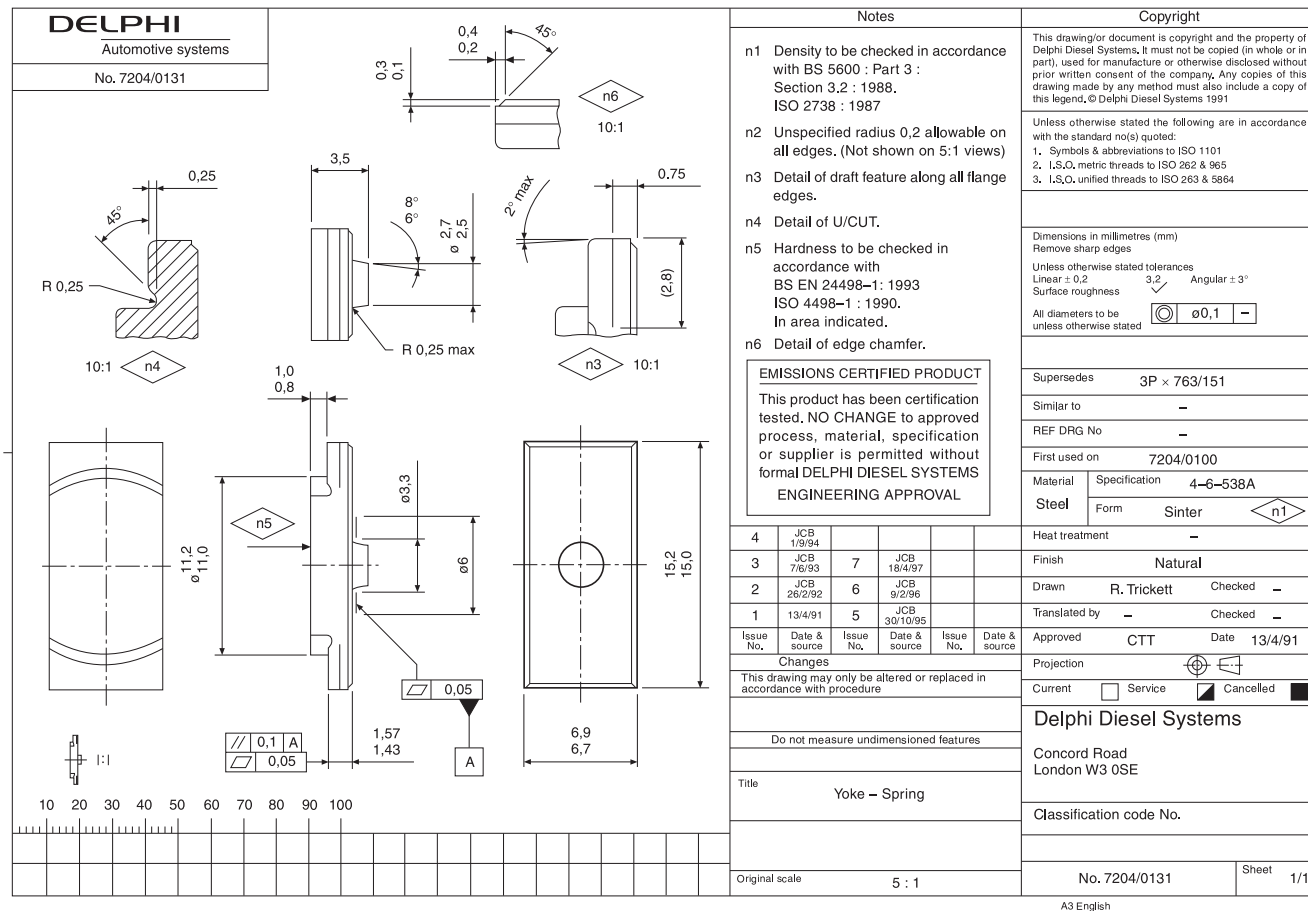 DELPHI
Automotive systems
No. 7204/0131
0,4
0,2
45°
0,3
0,1
n6
10:1
0,25
45°
R 0,25
10:1
n4
3,5
8°
6°
ø 2,7
2,5
R 0,25 max
2° max
0.75
(2,8)
n3
10:1
1,0
0,8
n5
ø 11,2
11,0
ø3,3
ø6
15,2
15,0
0,05
// 0,1 A
0,05
1,57
1,43
A
6,9
6,7
1:1
10 20 30 40 50 60 70 80 90 100
Notes
n1 Density to be checked in accordance
with BS 5600 : Part 3 :
Section 3.2 : 1988.
ISO 2738 : 1987
n2 Unspecified radius 0,2 allowable on
all edges. (Not shown on 5:1 views)
n3 Detail of draft feature along all flange
edges.
n4 Detail of U/CUT.
n5 Hardness to be checked in
accordance with
BS EN 24498–1: 1993
ISO 4498–1 : 1990.
In area indicated.
n6 Detail of edge chamfer.
EMISSIONS CERTIFIED PRODUCT
This product has been certification
tested. NO CHANGE to approved
process, material, specification
or supplier is permitted without
formal DELPHI DIESEL SYSTEMS
ENGINEERING APPROVAL
4 JCB 1/9/94
3 JCB 7/6/93 7 JCB 18/4/97
2 JCB 26/2/92 6 JCB 9/2/96
1 13/4/91 5 JCB 30/10/95
Issue No. Date & source Issue No. Date & source Issue No. Date & source
Changes
This drawing may only be altered or replaced in
accordance with procedure
Do not measure undimensioned features
Title
Yoke – Spring
Original scale 5 : 1
Copyright
This drawing/or document is copyright and the property of
Delphi Diesel Systems. It must not be copied (in whole or in
part), used for manufacture or otherwise disclosed without
prior written consent of the company. Any copies of this
drawing made by any method must also include a copy of
this legend. © Delphi Diesel Systems 1991
Unless otherwise stated the following are in accordance
with the standard no(s) quoted:
1. Symbols & abbreviations to ISO 1101
2. I.S.O. metric threads to ISO 262 & 965
3. I.S.O. unified threads to ISO 263 & 5864
Dimensions in millimetres (mm)
Remove sharp edges
Unless otherwise stated tolerances
Linear ± 0,2 3,2 Angular ± 3°
Surface roughness
All diameters to be
unless otherwise stated
ø0,1 –
Supersedes 3P × 763/151
Similar to –
REF DRG No –
First used on 7204/0100
Material Specification 4–6–538A
Steel Form Sinter n1
Heat treatment –
Finish Natural
Drawn R. Trickett Checked –
Translated by – Checked –
Approved CTT Date 13/4/91
Projection
Current Service Cancelled
Delphi Diesel Systems
Concord Road
London W3 0SE
Classification code No.
No. 7204/0131 Sheet 1/1
A3 English